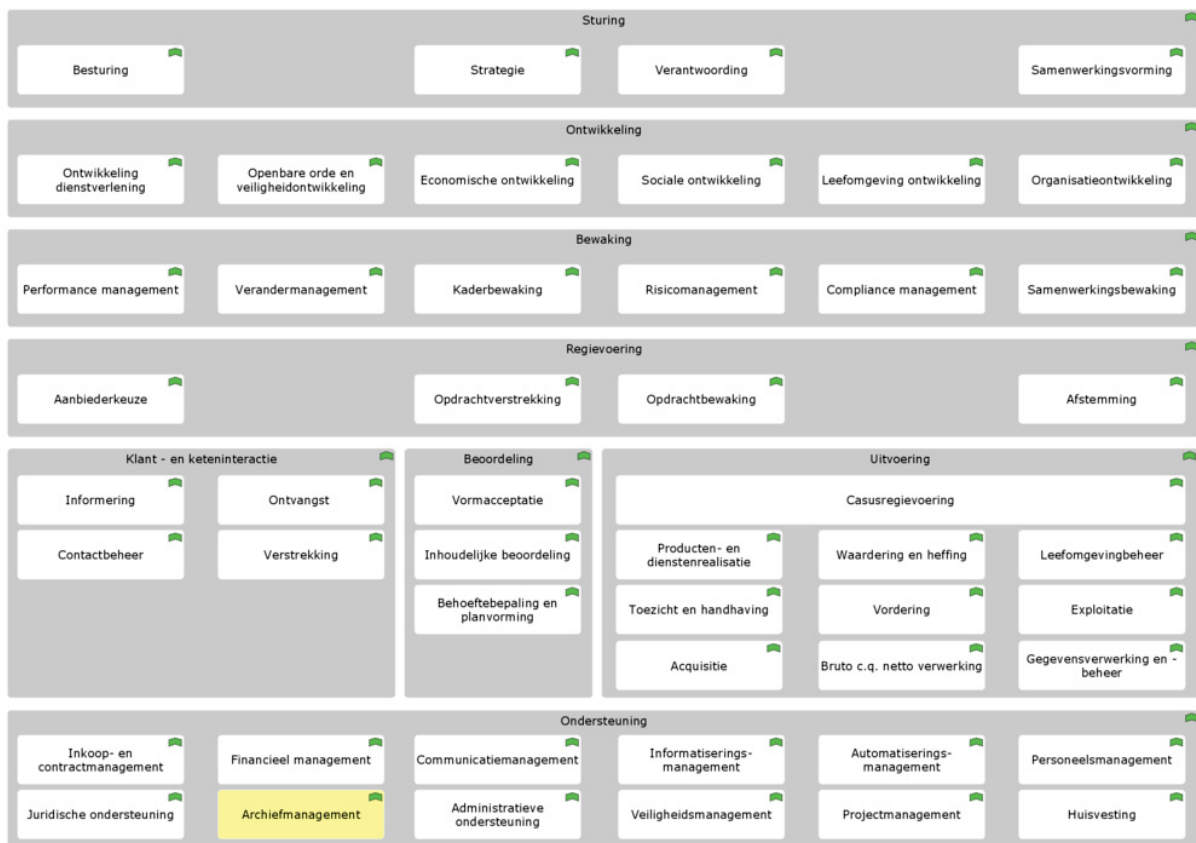 Sturing
Besturing
Strategie
Verantwoording
Samenwerkingsvorming
Ontwikkeling
Ontwikkeling
dienstverlening
Openbare orde en
veiligheidontwikkeling
Economische ontwikkeling
Sociale ontwikkeling
Leefomgeving ontwikkeling
Organisatieontwikkeling
Bewaking
Performance management
Verandermanagement
Kaderbewaking
Risicomanagement
Compliance management
Samenwerkingsbewaking
Regievoering
Aanbiederkeuze
Opdrachtverstrekking
Opdrachtbewaking
Afstemming
Klant - en keteninteractie
Informering
Ontvangst
Contactbeheer
Verstrekking
Beoordeling
Vormacceptatie
Inhoudelijke beoordeling
Behoeftebepaling en
planvorming
Uitvoering
Casusregievoering
Producten- en
dienstenrealisatie
Waardering en heffing
Leefomgevingbeheer
Toezicht en handhaving
Vordering
Exploitatie
Acquisitie
Bruto c.q. netto verwerking
Gegevensverwerking en -
beheer
Ondersteuning
Inkoop- en
contractmanagement
Financieel management
Communicatiemanagement
Informatiserings-
management
Automatiserings-
management
Personeelsmanagement
Juridische ondersteuning
Archiefmanagement
Administratieve
ondersteuning
Veiligheidsmanagement
Projectmanagement
Huisvesting